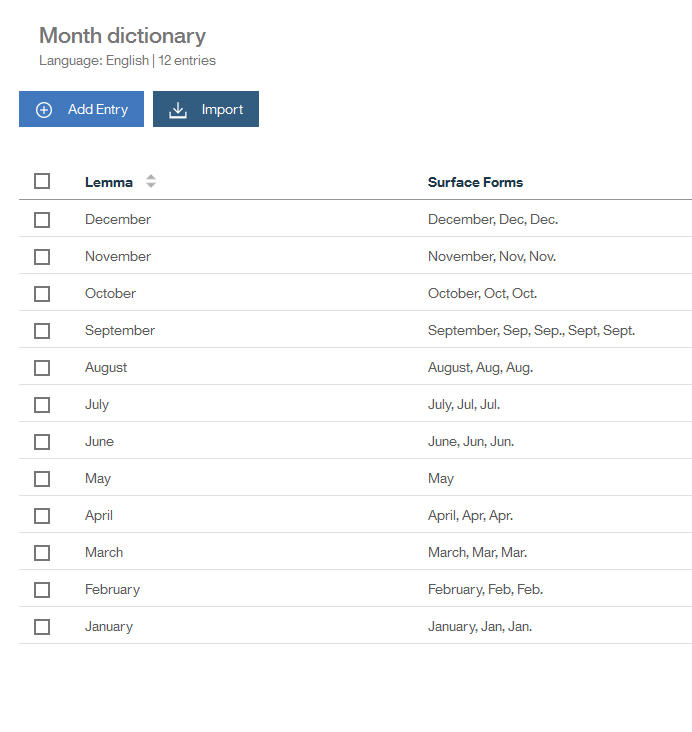 Month dictionary
Language: English | 12 entries
Add Entry Import
Lemma Surface Forms
December December, Dec, Dec.
November November, Nov, Nov.
October October, Oct, Oct.
September September, Sep, Sep., Sept, Sept.
August August, Aug, Aug.
July July, Jul, Jul.
June June, Jun, Jun.
May May
April April, Apr, Apr.
March March, Mar, Mar.
February February, Feb, Feb.
January January, Jan, Jan.